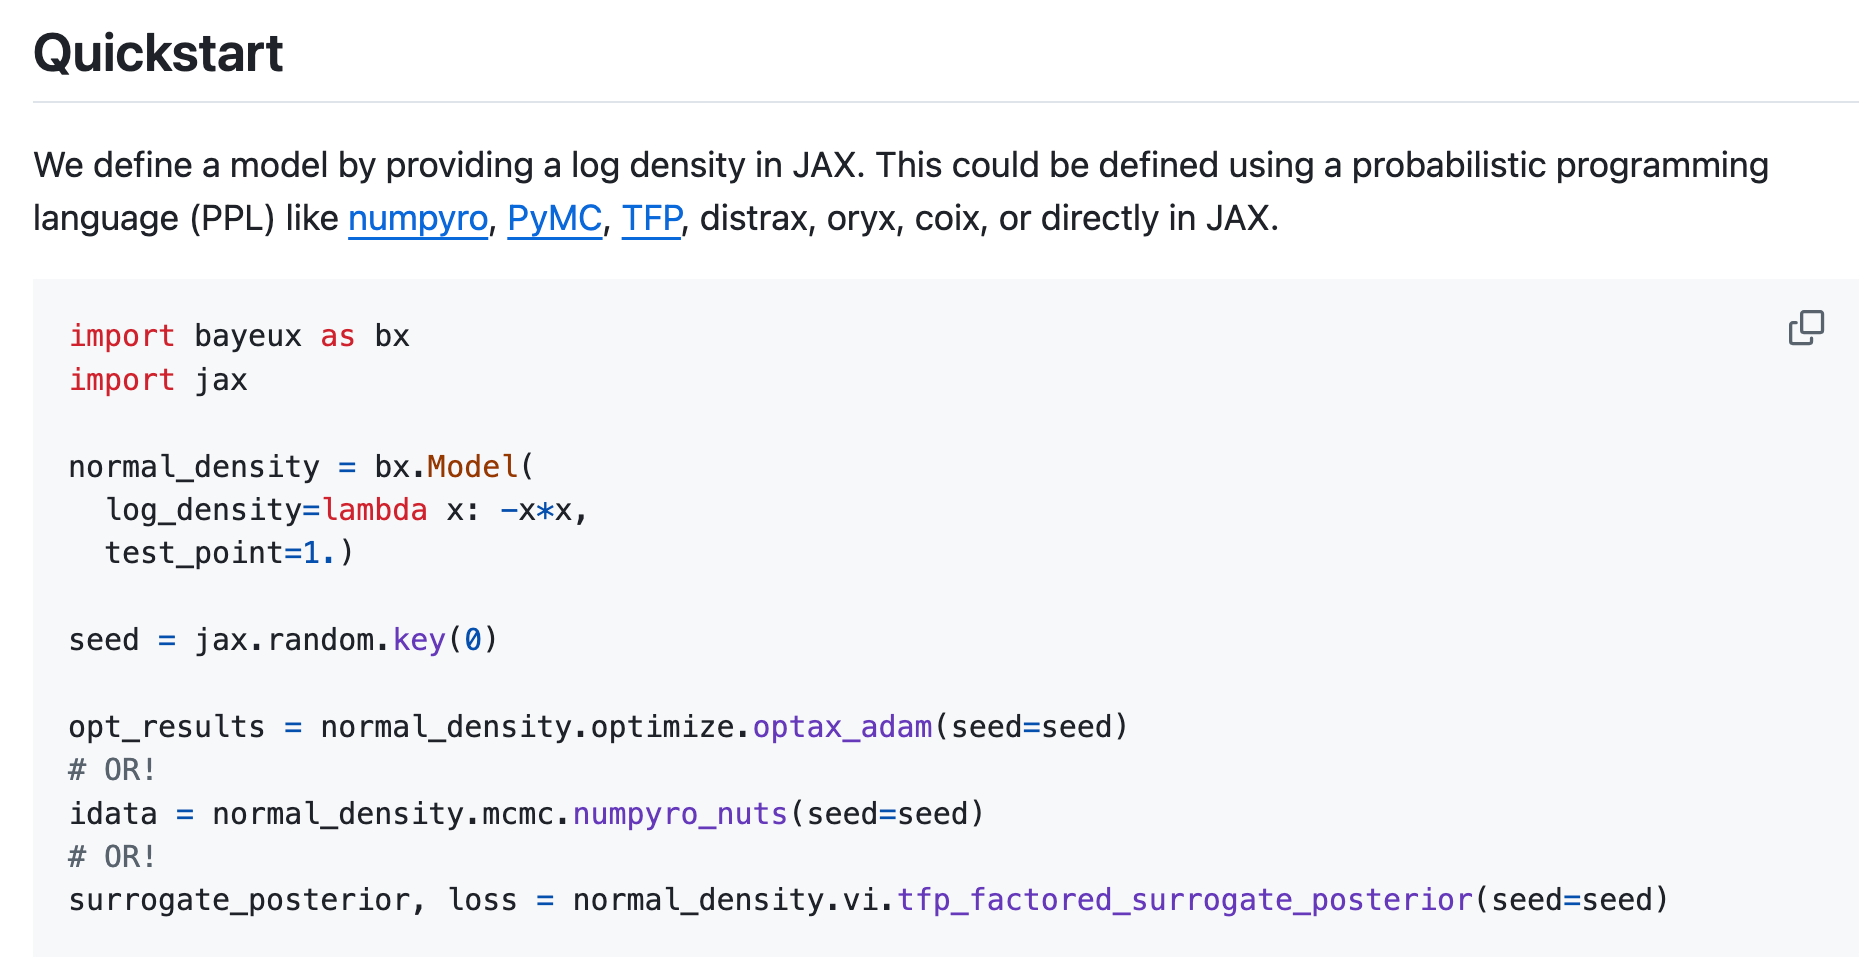 Quickstart
We define a model by providing a log density in JAX. This could be defined using a probabilistic programming
language (PPL) like numpyro, PyMC, TFP, distrax, oryx, coix, or directly in JAX.
import bayeux as bx
import jax

normal_density = bx.Model(
  log_density=lambda x: -x*x,
  test_point=1.)

seed = jax.random.key(0)

opt_results = normal_density.optimize.optax_adam(seed=seed)
# OR!
idata = normal_density.mcmc.numpyro_nuts(seed=seed)
# OR!
surrogate_posterior, loss = normal_density.vi.tfp_factored_surrogate_posterior(seed=seed)